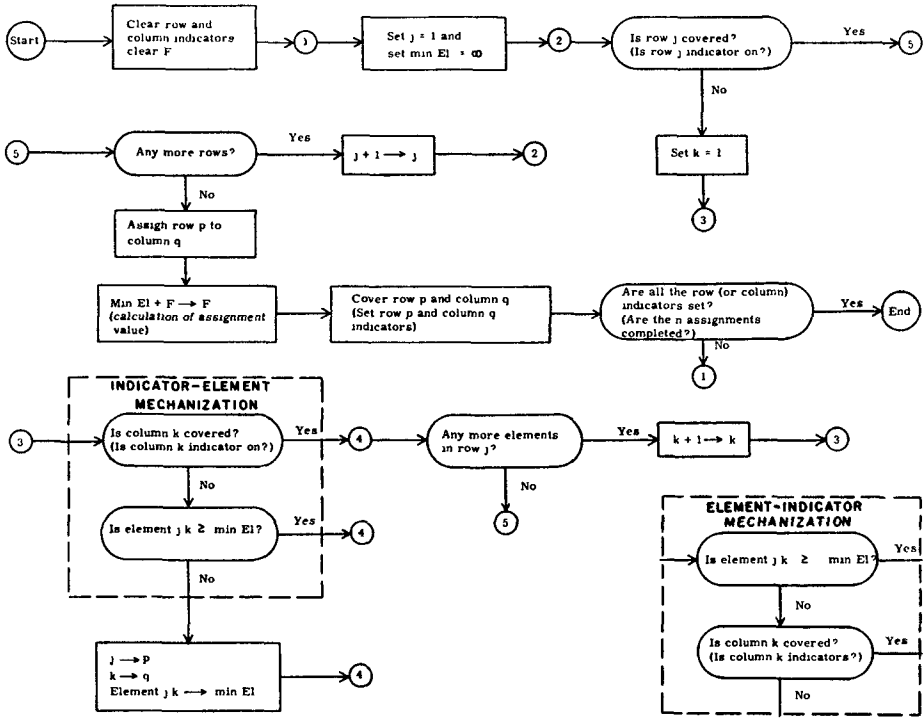 Start
Clear row and
column indicators
clear F
1
Set j = 1 and
set min El = ∞
2
Is row j covered?
(Is row j indicator on?)
Yes
5
No
Set k = 1
3
5
Any more rows?
Yes
j + 1 → j
2
No
Assign row p to
column q
Min El + F → F
(calculation of assignment
value)
Cover row p and column q
(Set row p and column q
indicators)
Are all the row (or column)
indicators set?
(Are the n assignments
completed?)
Yes
End
No
1
INDICATOR-ELEMENT
MECHANIZATION
3
Is column k covered?
(Is column k indicator on?)
Yes
4
Any more elements
in row j?
Yes
k + 1 → k
3
No
No
5
Is element j k ≥ min El?
Yes
4
No
j → p
k → q
Element j k → min El
4
ELEMENT-INDICATOR
MECHANIZATION
Is element j k ≥ min El?
Yes
No
Is column k covered?
(Is column k indicators?)
Yes
No